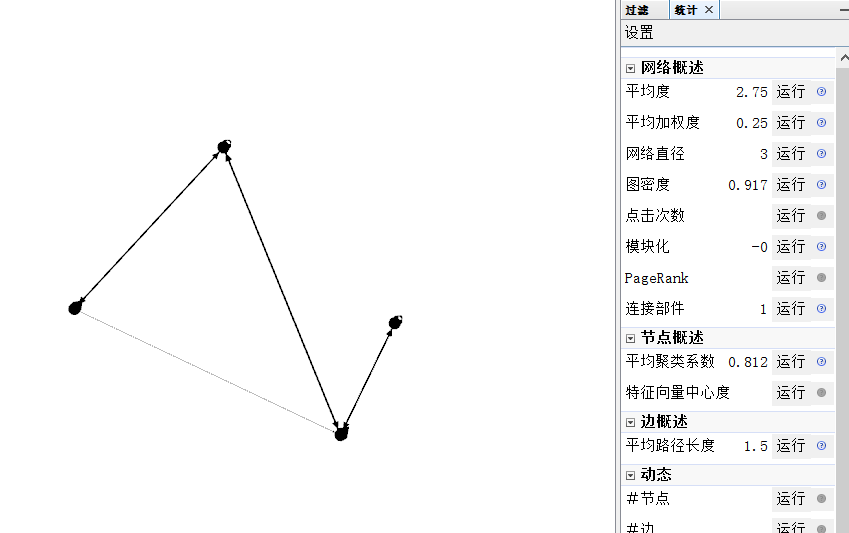 过滤 统计
设置
网络概述
平均度 2.75 运行
平均加权度 0.25 运行
网络直径 3 运行
图密度 0.917 运行
点击次数 运行
模块化 -0 运行
PageRank 运行
连接部件 1 运行
节点概述
平均聚类系数 0.812 运行
特征向量中心度 运行
边概述
平均路径长度 1.5 运行
动态
#节点 运行
#边 运行